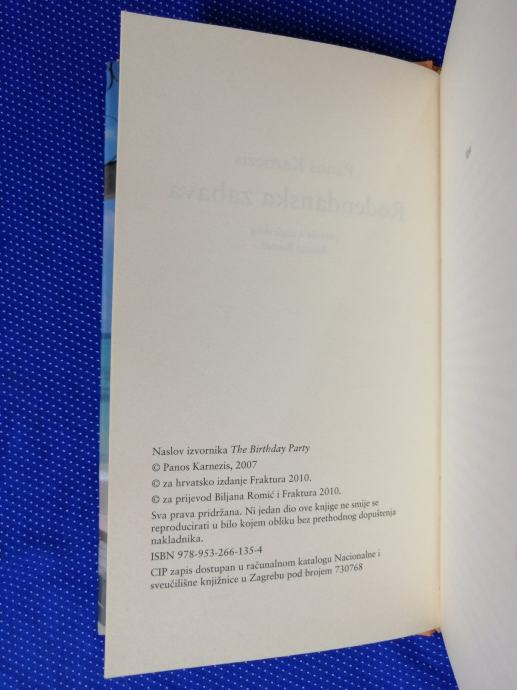 Panos Karnezis
Rođendanska zabava
Naslov izvornika The Birthday Party
© Panos Karnezis, 2007
© za hrvatsko izdanje Fraktura 2010.
© za prijevod Biljana Romić i Fraktura 2010.
Sva prava pridržana. Ni jedan dio ove knjige ne smije se
reproducirati u bilo kojem obliku bez prethodnog dopuštenja
nakladnika.
ISBN 978-953-266-135-4
CIP zapis dostupan u računalnom katalogu Nacionalne i
sveučilišne knjižnice u Zagrebu pod brojem 730768